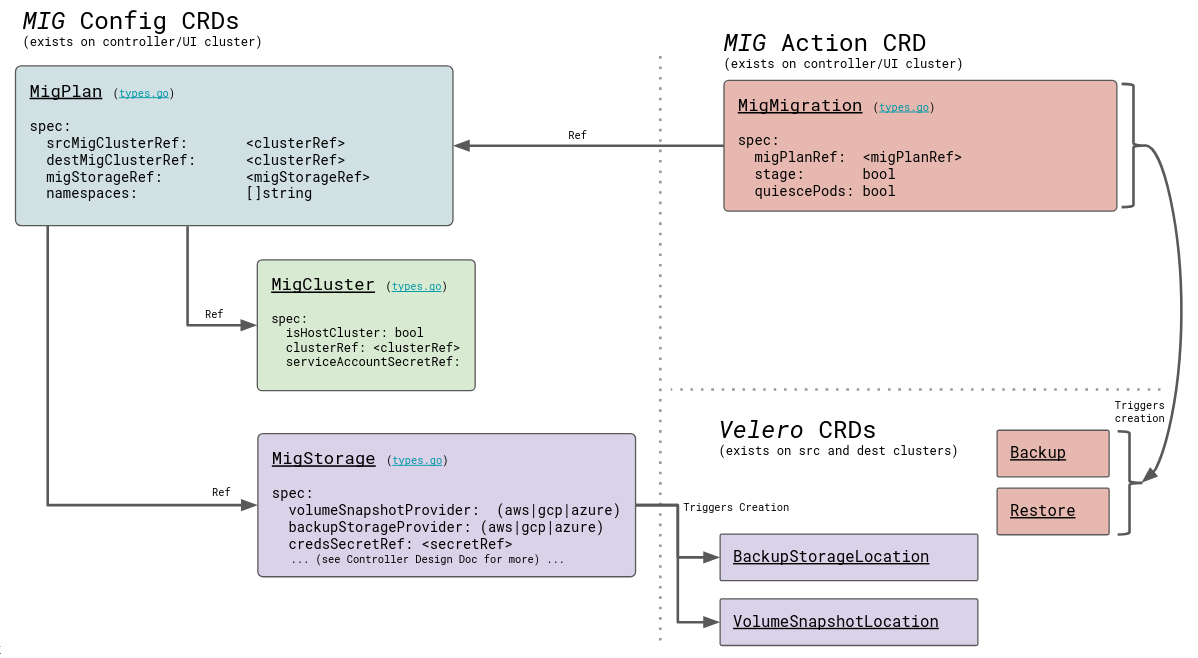 MIG Config CRDs
(exists on controller/UI cluster)
MigPlan (types.go)
spec:
srcMigClusterRef: <clusterRef>
destMigClusterRef: <clusterRef>
migStorageRef: <migStorageRef>
namespaces: []string
Ref
MIG Action CRD
(exists on controller/UI cluster)
MigMigration (types.go)
spec:
migPlanRef: <migPlanRef>
stage: bool
quiescePods: bool
Ref
MigCluster (types.go)
spec:
isHostCluster: bool
clusterRef: <clusterRef>
serviceAccountSecretRef:
Ref
MigStorage (types.go)
spec:
volumeSnapshotProvider: (aws|gcp|azure)
backupStorageProvider: (aws|gcp|azure)
credsSecretRef: <secretRef>
... (see Controller Design Doc for more) ...
Triggers
creation
Velero CRDs
(exists on src and dest clusters)
Backup
Restore
Triggers Creation
BackupStorageLocation
VolumeSnapshotLocation